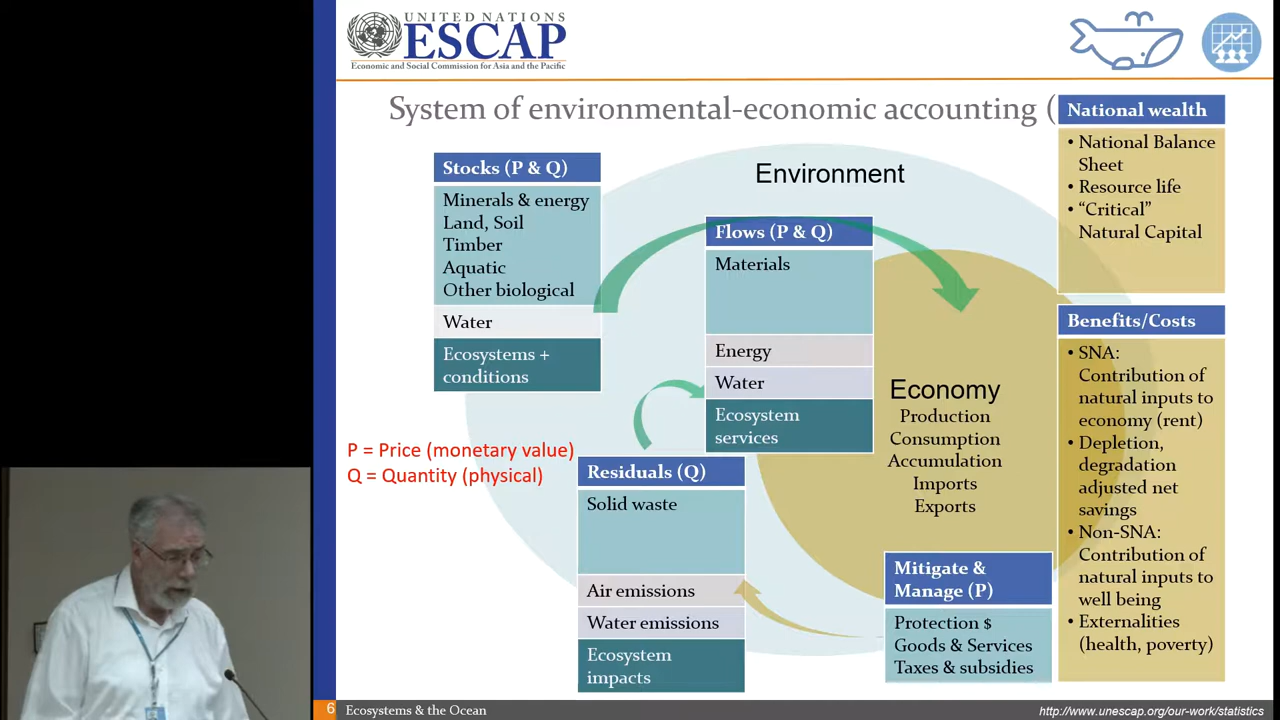 UNITED NATIONS
ESCAP
Economic and Social Commission for Asia and the Pacific
System of environmental-economic accounting (
National wealth
• National Balance
Sheet
• Resource life
• “Critical”
Natural Capital
Stocks (P & Q)
Minerals & energy
Land, Soil
Timber
Aquatic
Other biological
Water
Ecosystems +
conditions
Environment
Flows (P & Q)
Materials
Energy
Water
Ecosystem
services
Economy
Production
Consumption
Accumulation
Imports
Exports
Benefits/Costs
• SNA:
Contribution of
natural inputs to
economy (rent)
• Depletion,
degradation
adjusted net
savings
• Non-SNA:
Contribution of
natural inputs to
well being
• Externalities
(health, poverty)
P = Price (monetary value)
Q = Quantity (physical)
Residuals (Q)
Solid waste
Air emissions
Water emissions
Ecosystem
impacts
Mitigate &
Manage (P)
Protection $
Goods & Services
Taxes & subsidies
6
Ecosystems & the Ocean
http://www.unescap.org/our-work/statistics